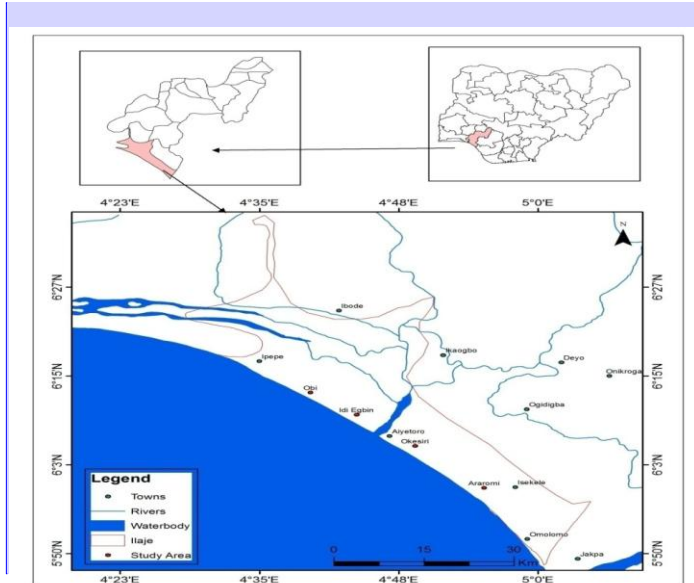 4°23'E 4°35'E 4°48'E 5°0'E
N
6°27'N 6°27'N
Ibode
Isaogbo
Ipepe
Deyo
6°15'N 6°15'N
Onikroga
Obi
Ogidigba
Idi Egbin
Aiyetoro
Okesiri
6°3'N 6°3'N
Araromi Isekele
Omolomo
Jakpa
5°50'N 5°50'N
Legend
Towns
Rivers
Waterbody
Ilaje
Study Area
0 15 30
Km
4°23'E 4°35'E 4°48'E 5°0'E